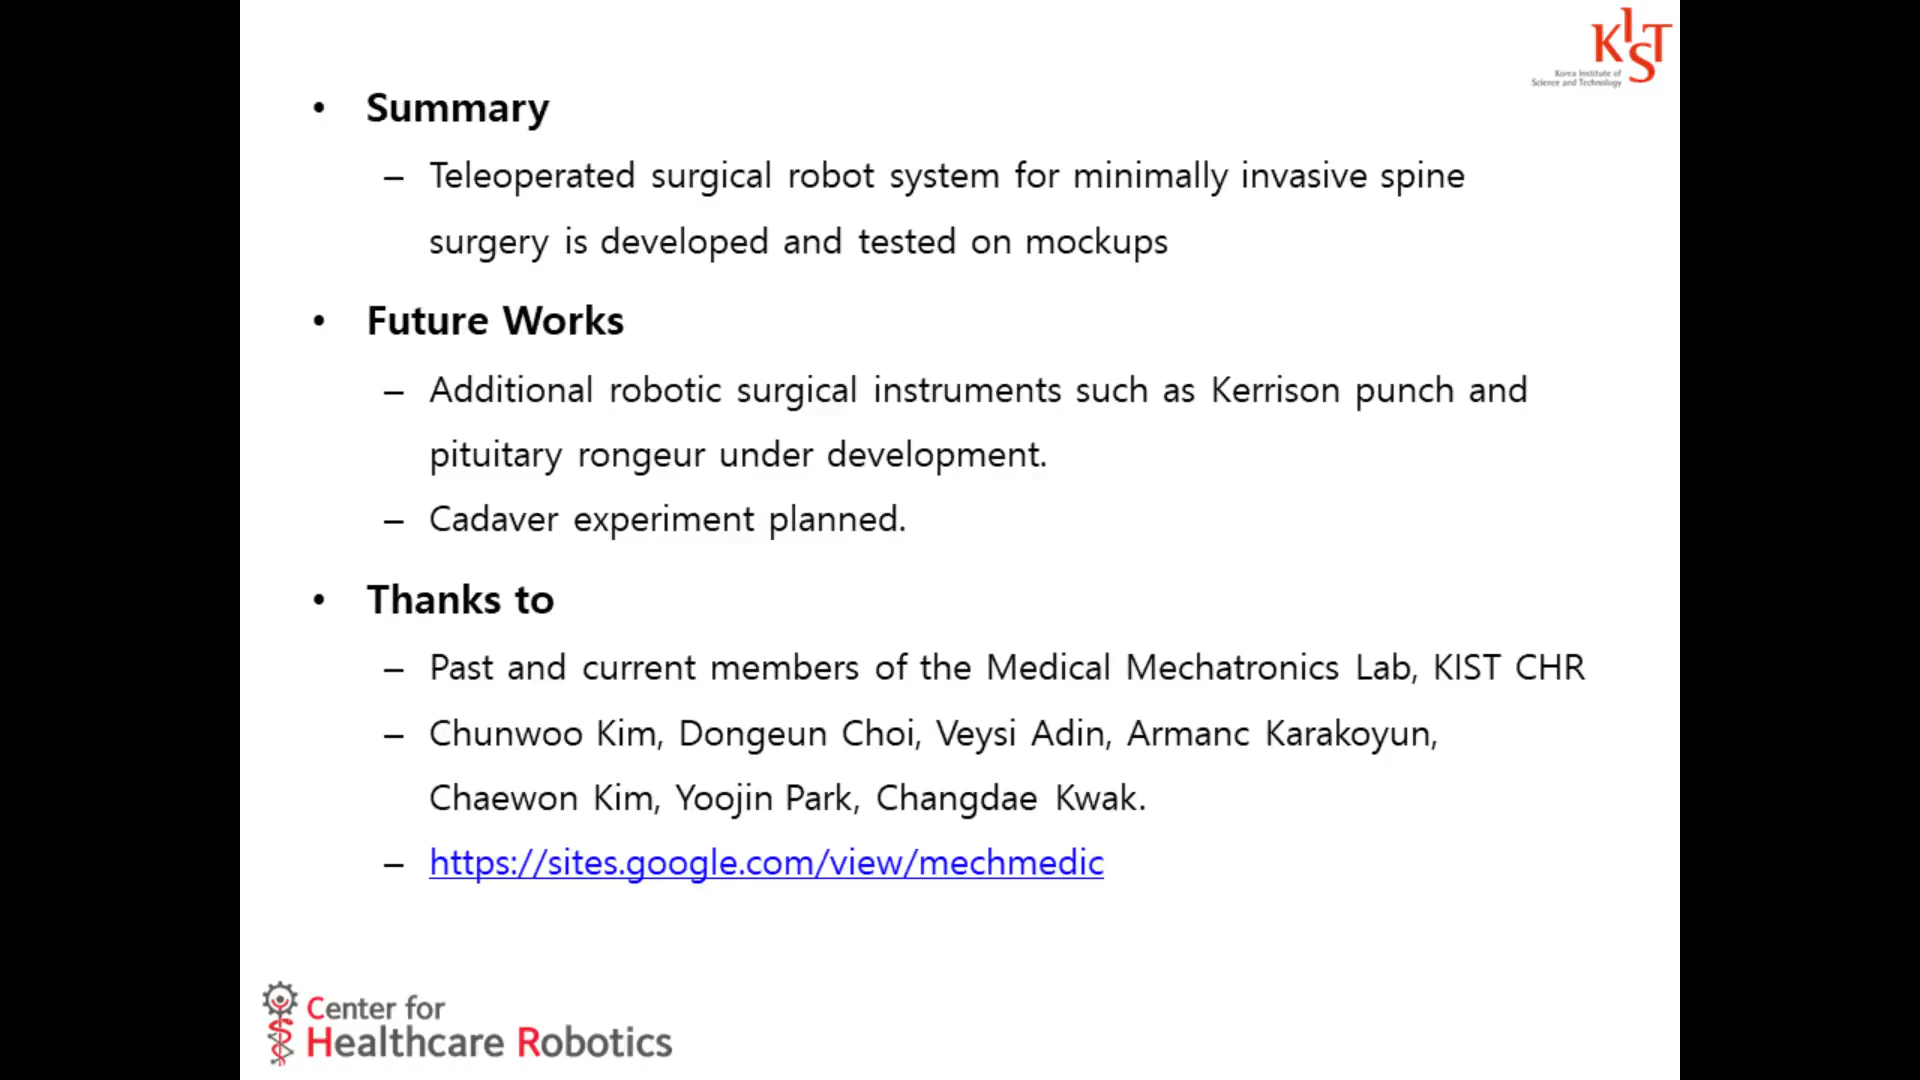 KIST
Korea Institute of
Science and Technology
• Summary
– Teleoperated surgical robot system for minimally invasive spine
surgery is developed and tested on mockups
• Future Works
– Additional robotic surgical instruments such as Kerrison punch and
pituitary rongeur under development.
– Cadaver experiment planned.
• Thanks to
– Past and current members of the Medical Mechatronics Lab, KIST CHR
– Chunwoo Kim, Dongeun Choi, Veysi Adin, Armanc Karakoyun,
Chaewon Kim, Yoojin Park, Changdae Kwak.
– https://sites.google.com/view/mechmedic
Center for
Healthcare Robotics